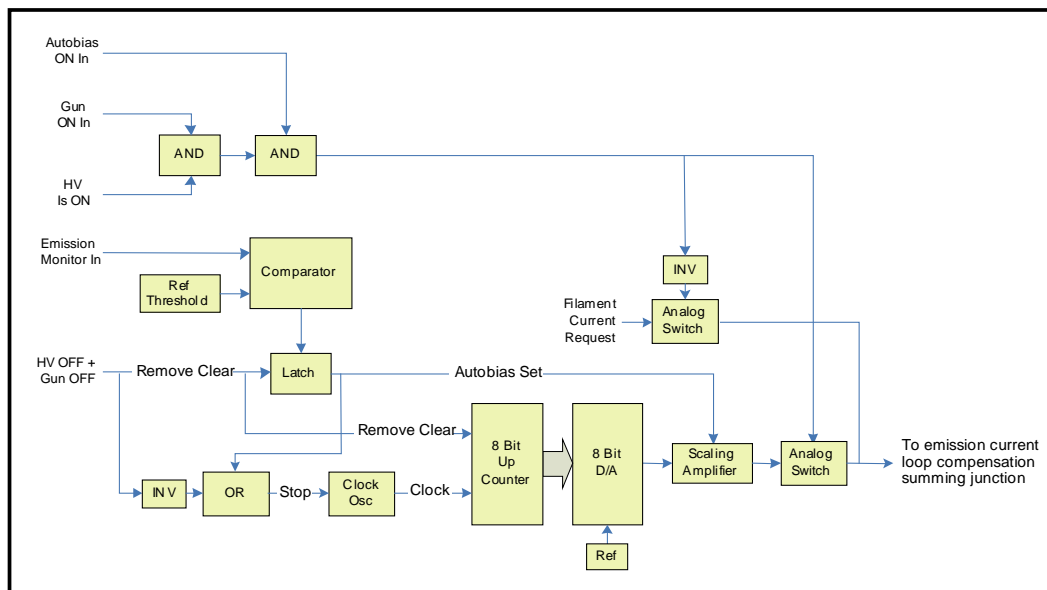 Autobias
ON In
Gun
ON In
AND
AND
HV
Is ON
Emission
Monitor In
Comparator
Ref
Threshold
INV
Filament
Current
Request
Analog
Switch
HV OFF +
Gun OFF
Remove Clear
Latch
Autobias Set
Remove Clear
8 Bit
Up
Counter
8 Bit
D/A
Scaling
Amplifier
Analog
Switch
To emission current
loop compensation
summing junction
INV
OR
Stop
Clock
Osc
Clock
Ref